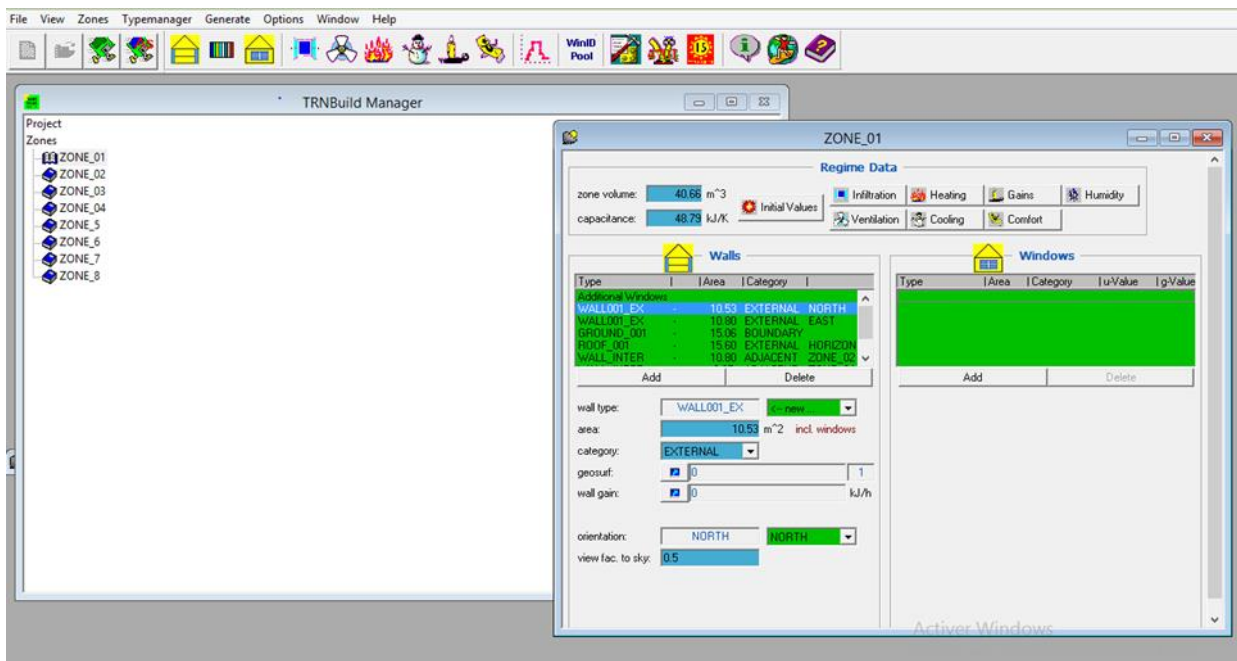 File View Zones Typemanager Generate Options Window Help
WinID
Pool
TRNBuild Manager
Project
Zones
ZONE_01
ZONE_02
ZONE_03
ZONE_04
ZONE_5
ZONE_6
ZONE_7
ZONE_8
ZONE_01
Regime Data
zone volume: 40.66 m^3
capacitance: 48.79 kJ/K
Initial Values
Infiltration Heating Gains Humidity
Ventilation Cooling Comfort
Walls
Type Area Category
Additional Windows
WALL001_EX - 10.53 EXTERNAL NORTH
WALL001_EX - 10.80 EXTERNAL EAST
GROUND_001 - 15.06 BOUNDARY
ROOF_001 - 15.60 EXTERNAL HORIZON
WALL_INTER - 10.80 ADJACENT ZONE_02
Add Delete
wall type: WALL001_EX <-- new
area: 10.53 m^2 incl. windows
category: EXTERNAL
geosurf: 0 1
wall gain: 0 kJ/h
orientation: NORTH NORTH
view fac. to sky: 0.5
Windows
Type Area Category u-Value g-Value
Add Delete
Activer Windows